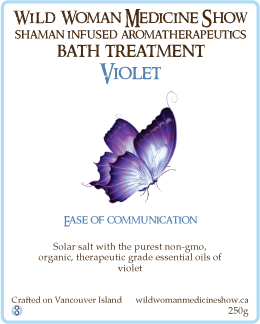 Wild Woman Medicine Show
shaman infused aromatherapeutics
bath treatment
Violet
Ease of communication
Solar salt with the purest non-gmo,
organic, therapeutic grade essential oils of
violet
Crafted on Vancouver Island wildwomanmedicineshow.ca
250g